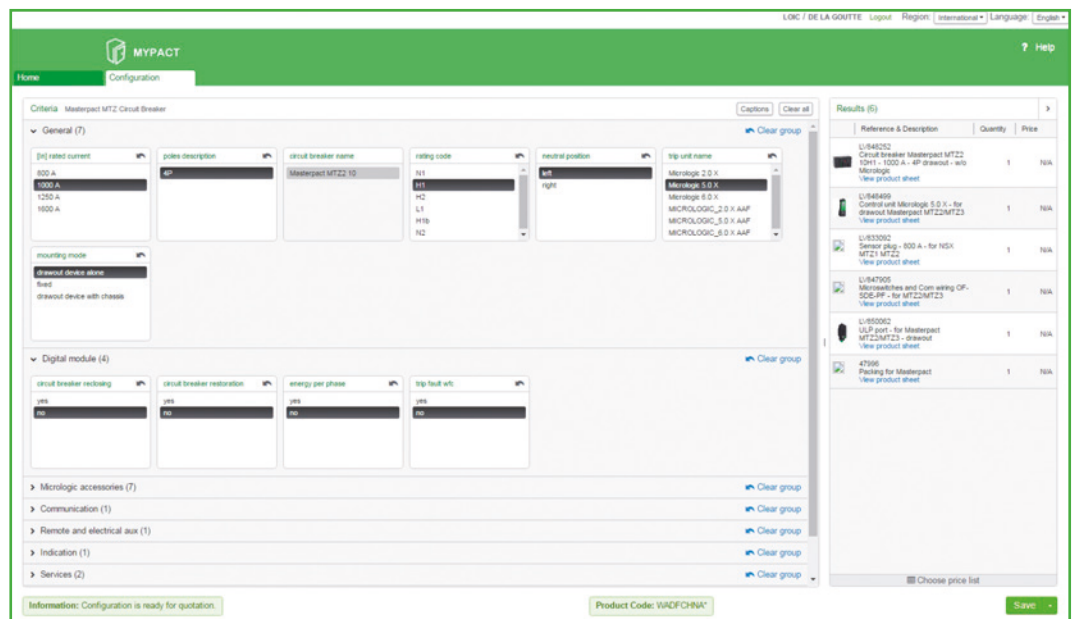 LOIC / DE LA GOUTTE Logout Region: International Language: English
MYPACT
? Help
Home Configuration
Criteria Masterpact MTZ Circuit Breaker Captions Clear all
General (7) Clear group
[In] rated current
800 A
1000 A
1250 A
1600 A
poles description
4P
circuit breaker name
Masterpact MTZ2 10
rating code
N1
H1
H2
L1
H1b
N2
neutral position
left
right
trip unit name
Micrologic 2.0 X
Micrologic 5.0 X
Micrologic 6.0 X
MICROLOGIC_2.0 X AAF
MICROLOGIC_5.0 X AAF
MICROLOGIC_6.0 X AAF
mounting mode
drawout device alone
fixed
drawout device with chassis
Digital module (4) Clear group
circuit breaker reclosing
yes
no
circuit breaker restoration
yes
no
energy per phase
yes
no
trip fault wfc
yes
no
Micrologic accessories (7) Clear group
Communication (1) Clear group
Remote and electrical aux (1) Clear group
Indication (1) Clear group
Services (2) Clear group
Results (6)
Reference & Description Quantity Price
LV848252
Circuit breaker Masterpact MTZ2
10H1 - 1000 A - 4P drawout - w/o
Micrologic
View product sheet
1 N/A
LV848499
Control unit Micrologic 5.0 X - for
drawout Masterpact MTZ2/MTZ3
View product sheet
1 N/A
LV833092
Sensor plug - 800 A - for NSX
MTZ1 MTZ2
View product sheet
1 N/A
LV847905
Microswitches and Com wiring OF-
SDE-PF - for MTZ2/MTZ3
View product sheet
1 N/A
LV850062
ULP port - for Masterpact
MTZ2/MTZ3 - drawout
View product sheet
1 N/A
47996
Packing for Masterpact
View product sheet
1 N/A
Choose price list
Information: Configuration is ready for quotation.
Product Code: WADFCHNA*
Save